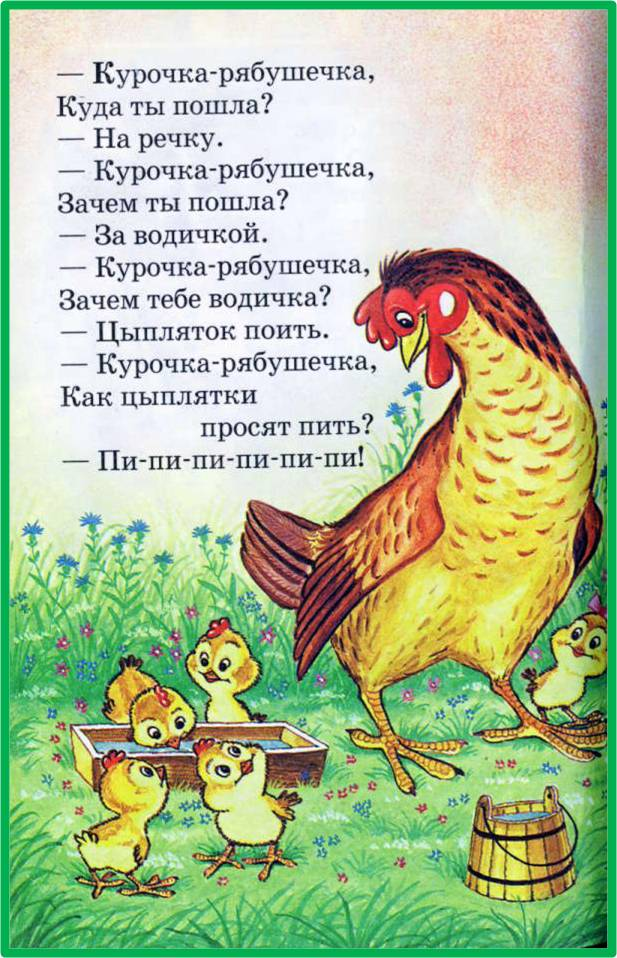 — Курочка-рябушечка,
Куда ты пошла?
— На речку.
— Курочка-рябушечка,
Зачем ты пошла?
— За водичкой.
— Курочка-рябушечка,
Зачем тебе водичка?
— Цыпляток поить.
— Курочка-рябушечка,
Как цыплятки
просят пить?
— Пи-пи-пи-пи-пи-пи!